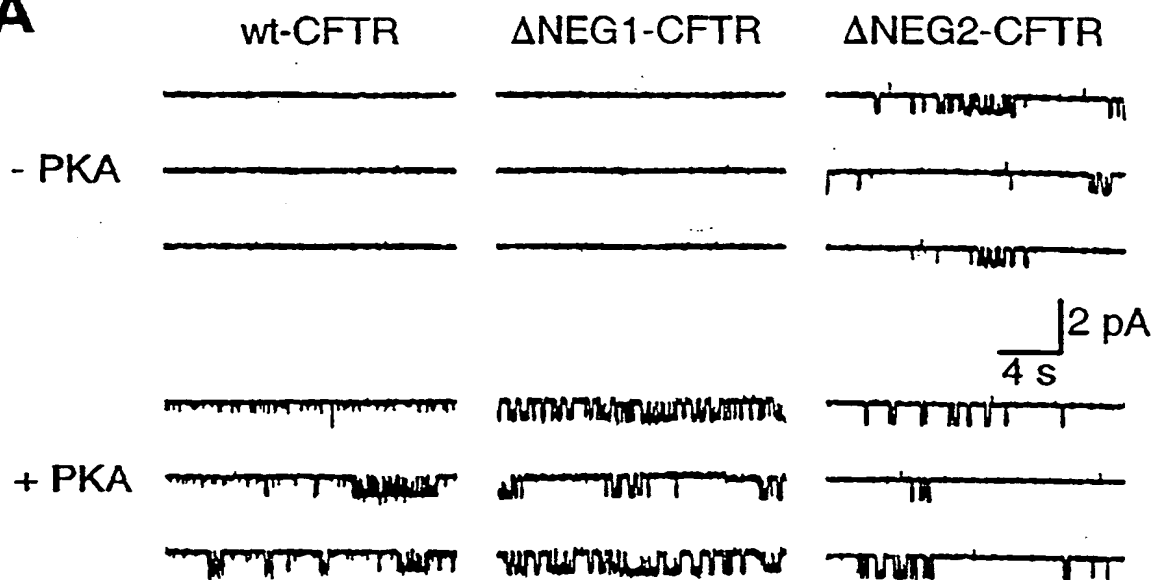 A
wt-CFTR ΔNEG1-CFTR ΔNEG2-CFTR
- PKA
2 pA
4 s
+ PKA